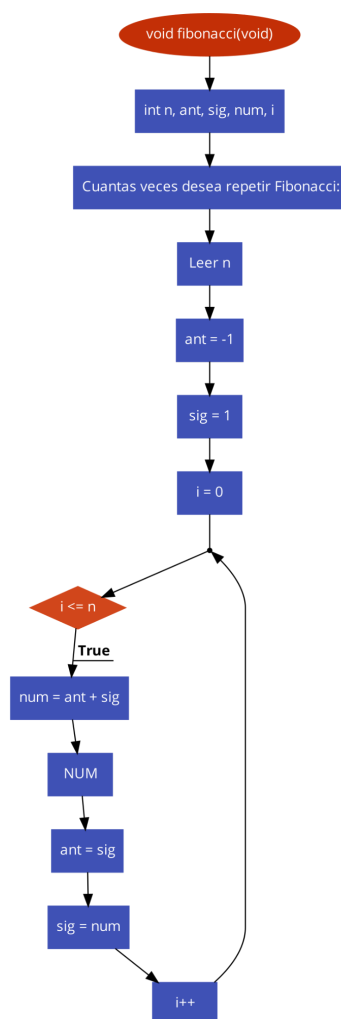 void fibonacci(void)
int n, ant, sig, num, i
Cuantas veces desea repetir Fibonacci:
Leer n
ant = -1
sig = 1
i = 0
i <= n
True
num = ant + sig
NUM
ant = sig
sig = num
i++